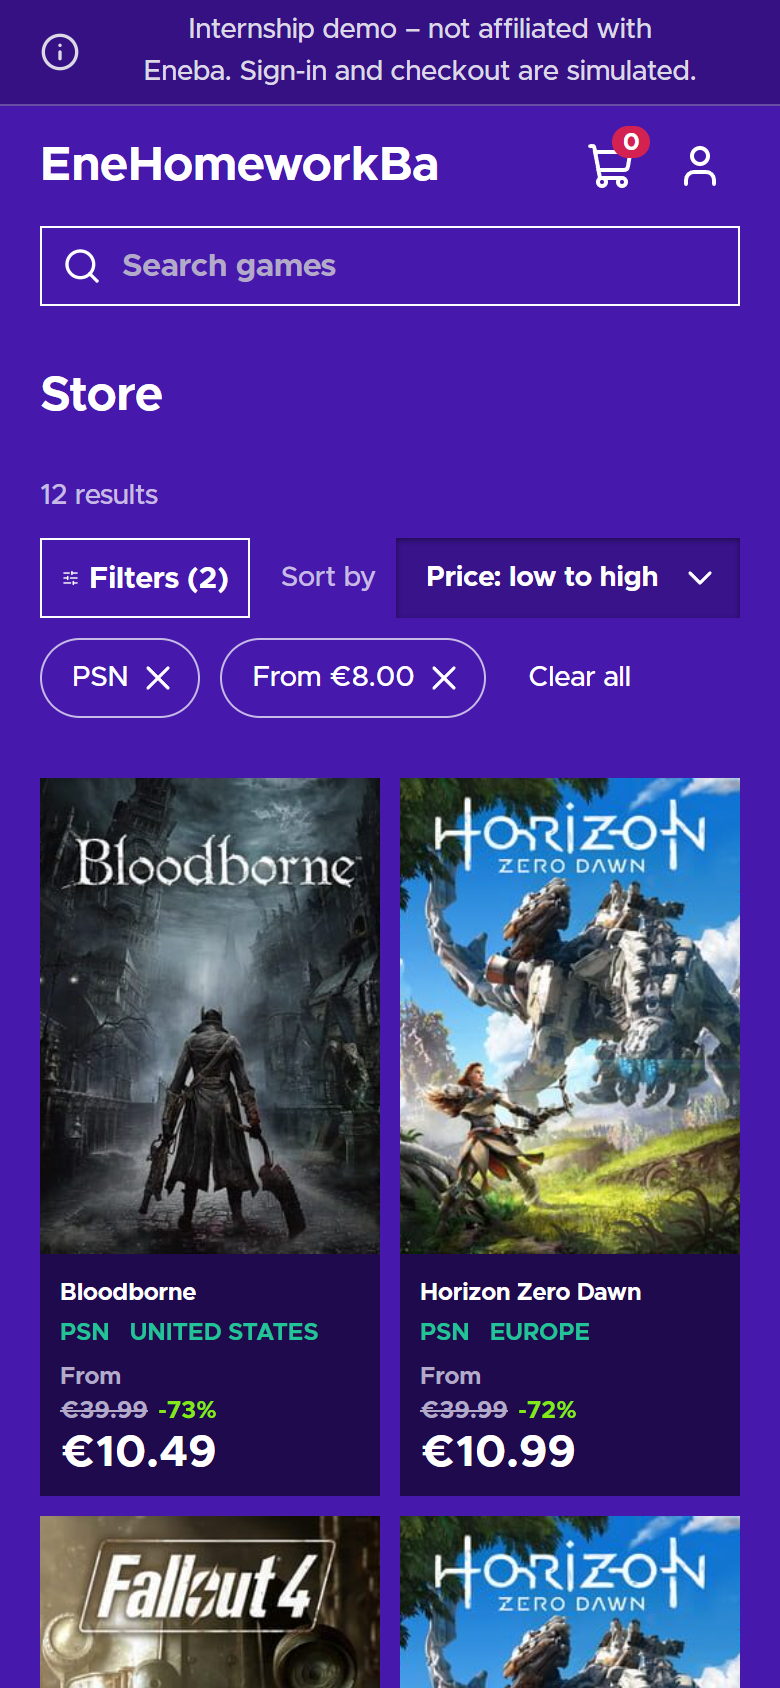 Internship demo – not affiliated with
Eneba. Sign-in and checkout are simulated.
EneHomeworkBa
0
Search games
Store
12 results
Filters (2)
Sort by
Price: low to high
PSN
From €8.00
Clear all
Bloodborne
HORIZON
ZERO DAWN
Bloodborne
PSN UNITED STATES
From
€39.99 -73%
€10.49
Horizon Zero Dawn
PSN EUROPE
From
€39.99 -72%
€10.99
Fallout 4
HORIZON
ZERO DAWN